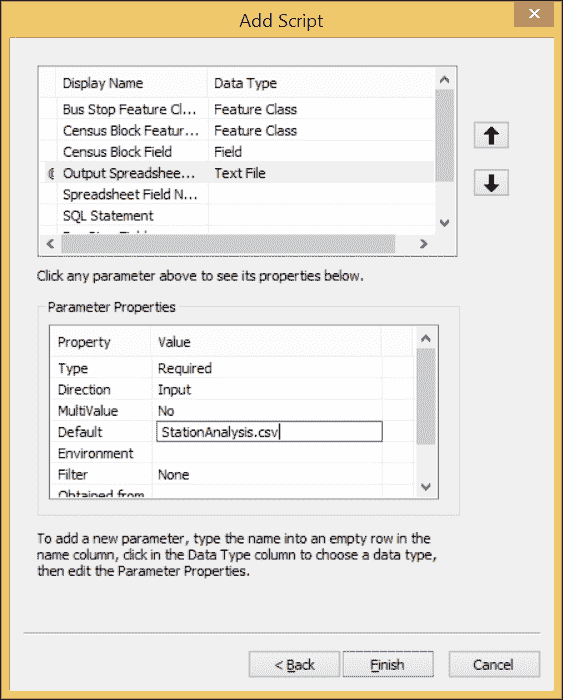 Add Script
Display Name Data Type
Bus Stop Feature Cl... Feature Class
Census Block Featur... Feature Class
Census Block Field Field
Output Spreadshee... Text File
Spreadsheet Field N...
SQL Statement
Click any parameter above to see its properties below.
Parameter Properties
Property Value
Type Required
Direction Input
MultiValue No
Default StationAnalysis.csv
Environment
Filter None
Obtained from
To add a new parameter, type the name into an empty row in the
name column, click in the Data Type column to choose a data type,
then edit the Parameter Properties.
< Back Finish Cancel